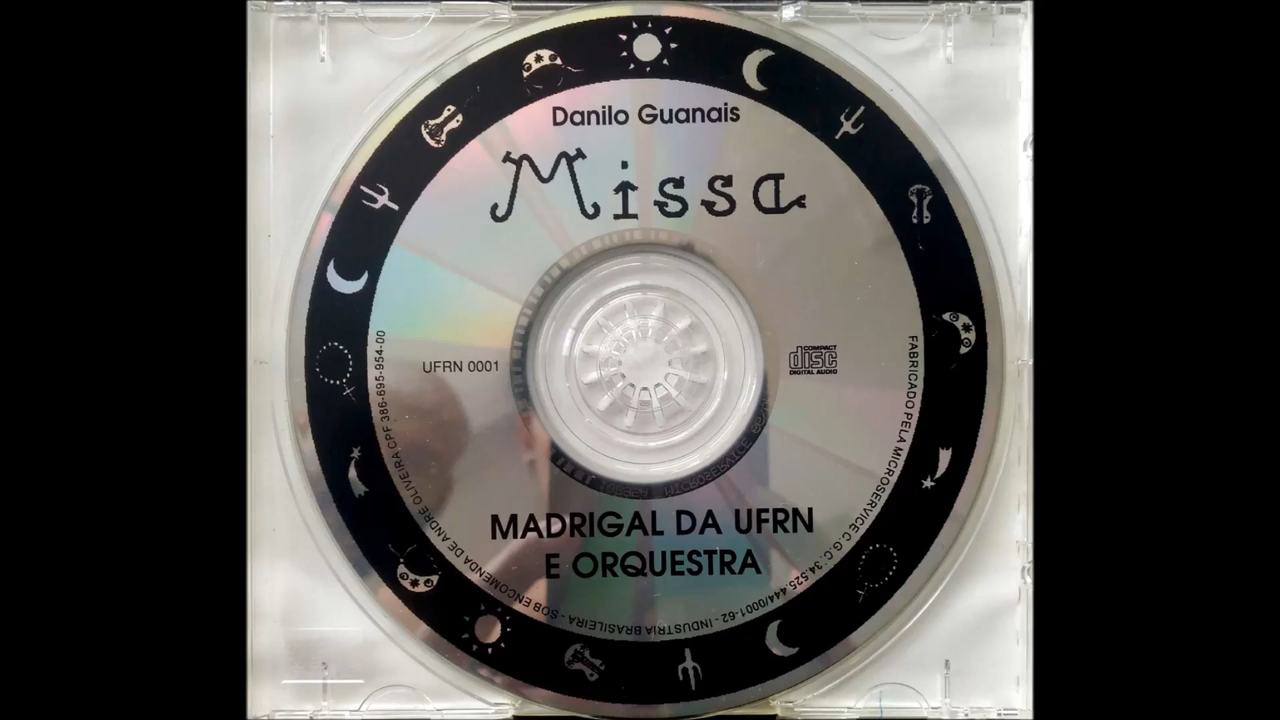 Danilo Guanais
Missa
UFRN 0001
COMPACT
disc
DIGITAL AUDIO
MADRIGAL DA UFRN
E ORQUESTRA
FABRICADO PELA MICROSERVICE C.G.C. 34.525.444/0001-62 - INDUSTRIA BRASILEIRA - SOB ENCOMENDA DE ANDRE OLIVEIRA CPF 386-695-954-00
MICROSERVICE